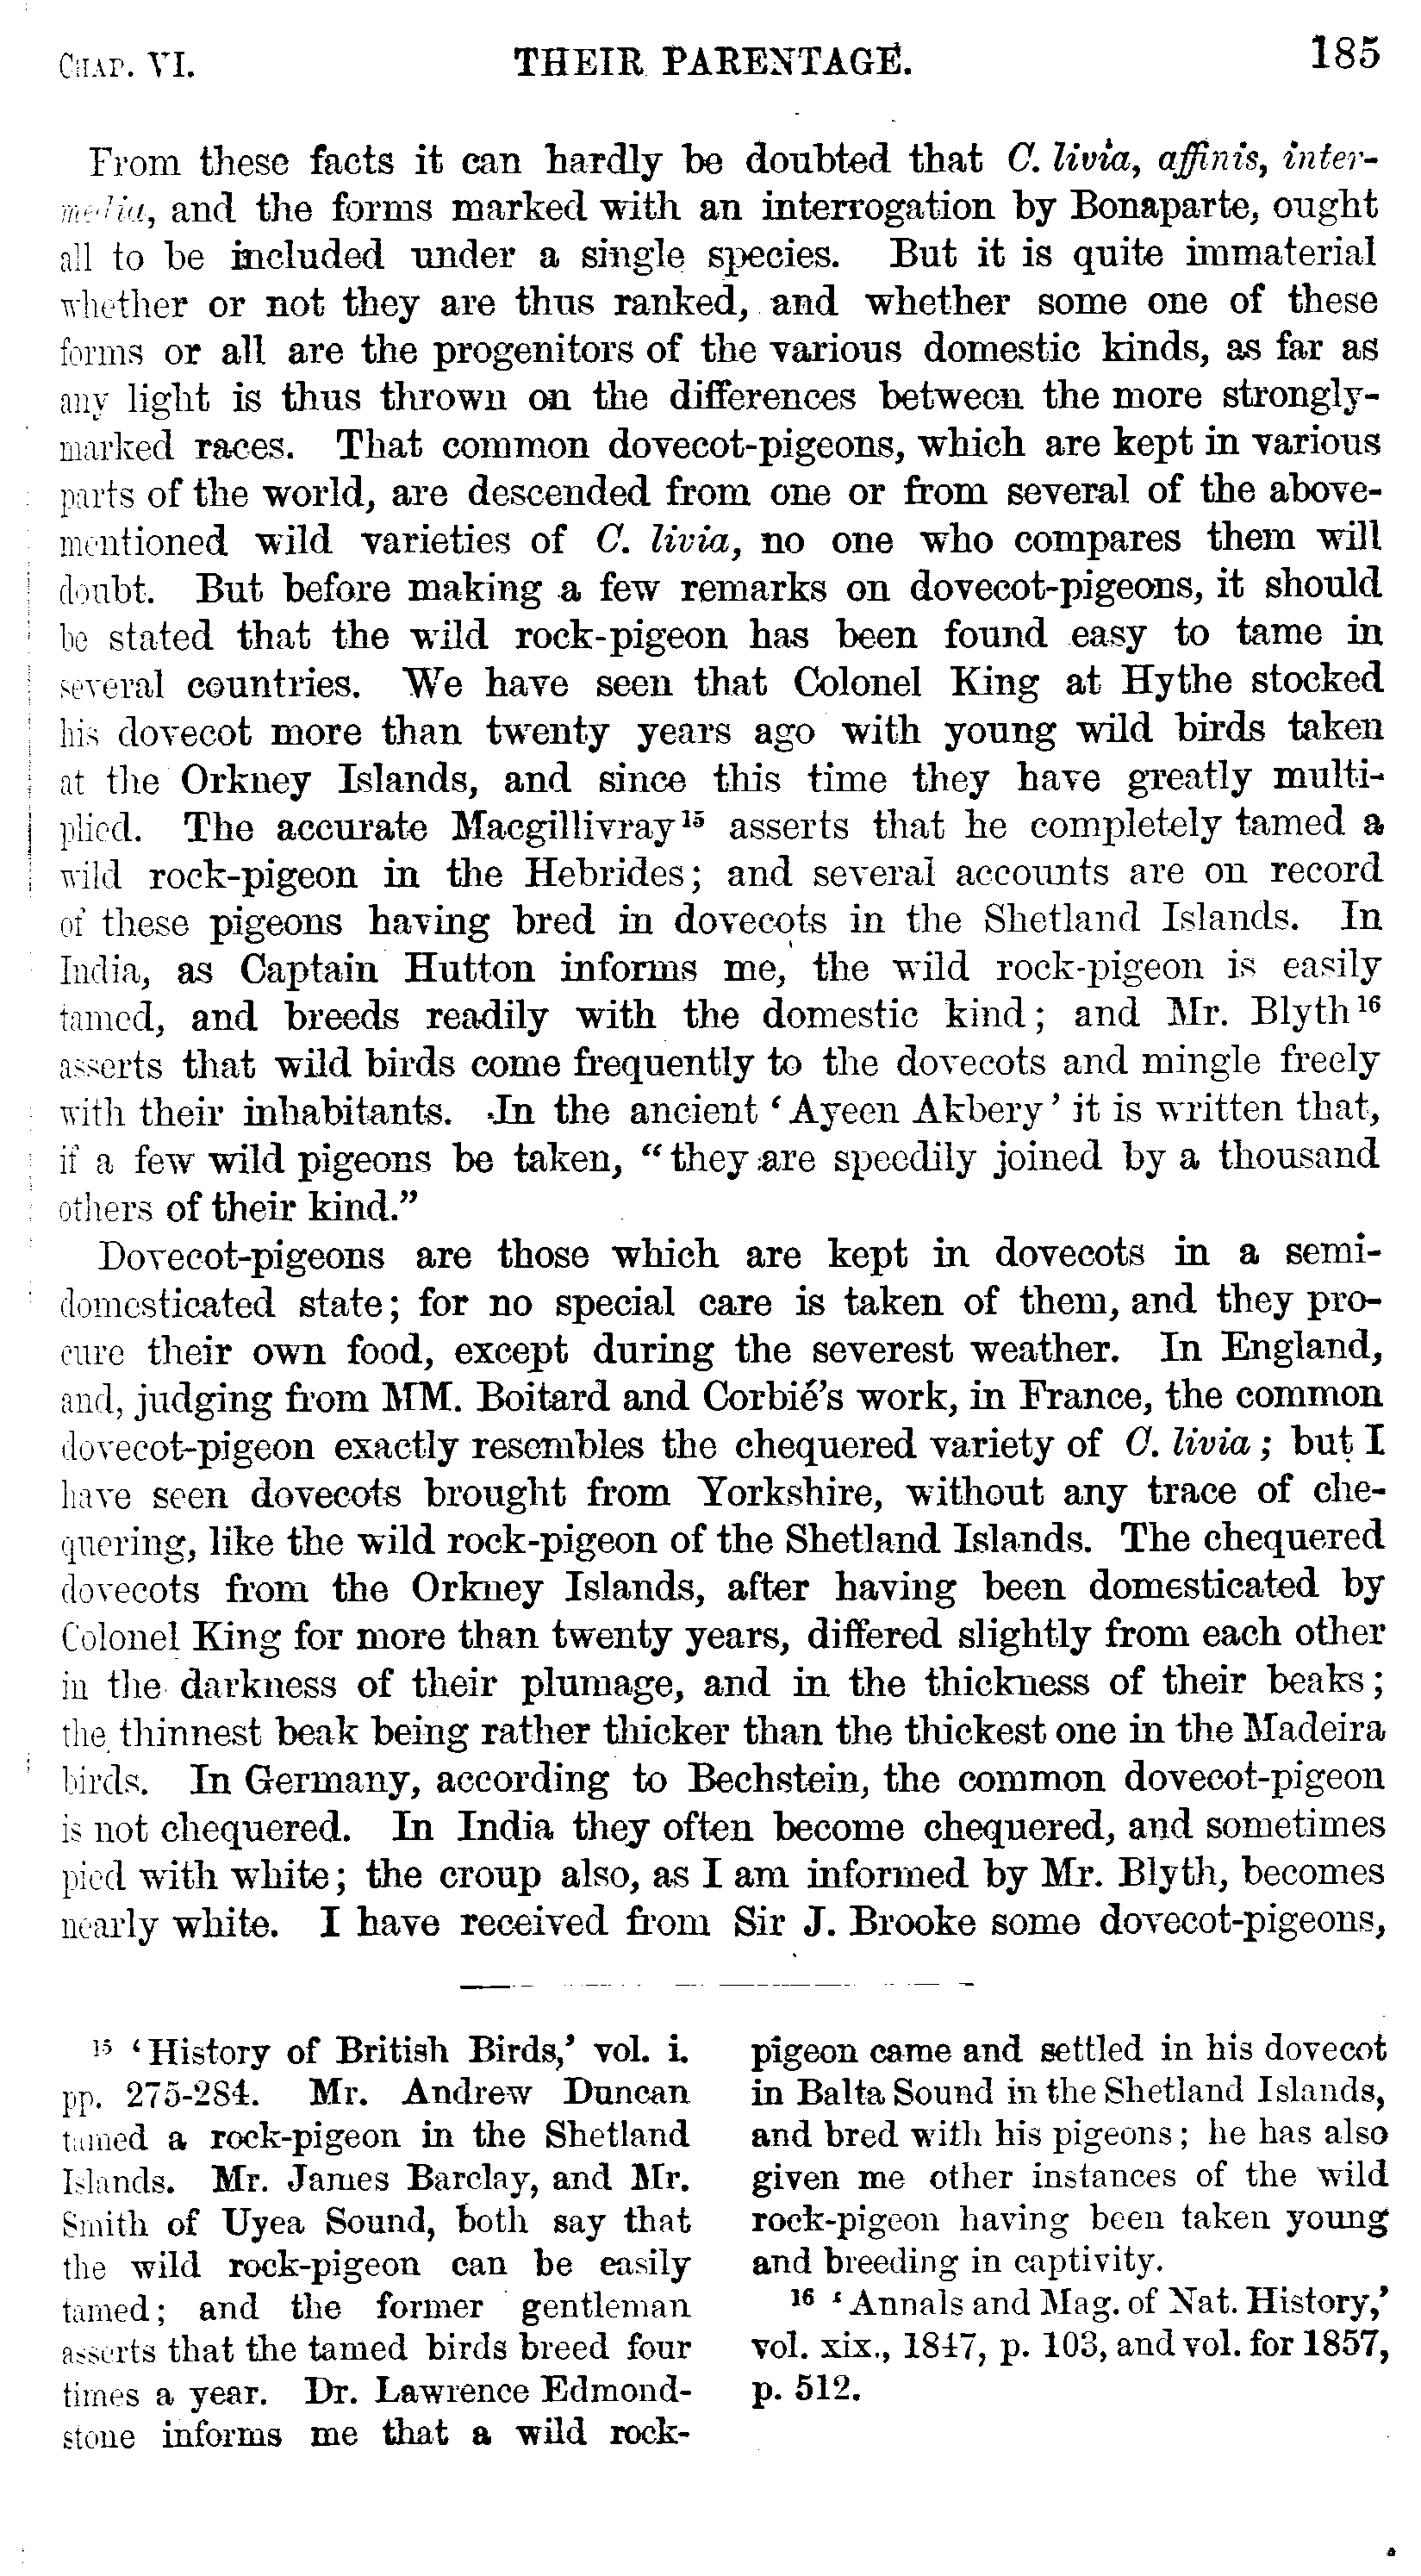 CHAP. VI. THEIR PARENTAGE. 185
From these facts it can hardly be doubted that C. livia, affinis, inter-
media, and the forms marked with an interrogation by Bonaparte, ought
all to be included under a single species. But it is quite immaterial
whether or not they are thus ranked, and whether some one of these
forms or all are the progenitors of the various domestic kinds, as far as
any light is thus thrown on the differences between the more strongly-
marked races. That common dovecot-pigeons, which are kept in various
parts of the world, are descended from one or from several of the above-
mentioned wild varieties of C. livia, no one who compares them will
doubt. But before making a few remarks on dovecot-pigeons, it should
be stated that the wild rock-pigeon has been found easy to tame in
several countries. We have seen that Colonel King at Hythe stocked
his dovecot more than twenty years ago with young wild birds taken
at the Orkney Islands, and since this time they have greatly multi-
plied. The accurate Macgillivray 15 asserts that he completely tamed a
wild rock-pigeon in the Hebrides; and several accounts are on record
of these pigeons having bred in dovecots in the Shetland Islands. In
India, as Captain Hutton informs me, the wild rock-pigeon is easily
tamed, and breeds readily with the domestic kind; and Mr. Blyth 16
asserts that wild birds come frequently to the dovecots and mingle freely
with their inhabitants. In the ancient ‘Ayeen Akbery’ it is written that,
if a few wild pigeons be taken, “they are speedily joined by a thousand
others of their kind.”
Dovecot-pigeons are those which are kept in dovecots in a semi-
domesticated state; for no special care is taken of them, and they pro-
cure their own food, except during the severest weather. In England,
and, judging from MM. Boitard and Corbié's work, in France, the common
dovecot-pigeon exactly resembles the chequered variety of C. livia; but I
have seen dovecots brought from Yorkshire, without any trace of che-
quering, like the wild rock-pigeon of the Shetland Islands. The chequered
dovecots from the Orkney Islands, after having been domesticated by
Colonel King for more than twenty years, differed slightly from each other
in the darkness of their plumage, and in the thickness of their beaks;
the thinnest beak being rather thicker than the thickest one in the Madeira
birds. In Germany, according to Bechstein, the common dovecot-pigeon
is not chequered. In India they often become chequered, and sometimes
pied with white; the croup also, as I am informed by Mr. Blyth, becomes
nearly white. I have received from Sir J. Brooke some dovecot-pigeons,
15 ‘History of British Birds,’ vol. i.
pp. 275-284. Mr. Andrew Duncan
tamed a rock-pigeon in the Shetland
Islands. Mr. James Barclay, and Mr.
Smith of Uyea Sound, both say that
the wild rock-pigeon can be easily
tamed; and the former gentleman
asserts that the tamed birds breed four
times a year. Dr. Lawrence Edmond-
stone informs me that a wild rock-
pigeon came and settled in his dovecot
in Balta Sound in the Shetland Islands,
and bred with his pigeons; he has also
given me other instances of the wild
rock-pigeon having been taken young
and breeding in captivity.
16 ‘Annals and Mag. of Nat. History,’
vol. xix., 1847, p. 103, and vol. for 1857,
p. 512.